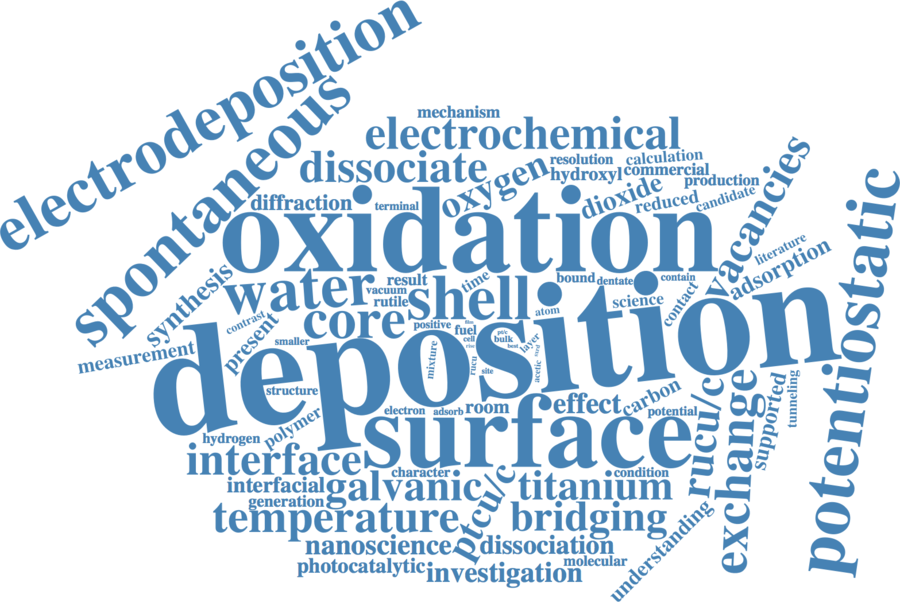 electrodeposition
spontaneous
mechanism
electrochemical
dissociate
oxygen
resolution
calculation
hydroxyl
commercial
dioxide
production
reduced
candidate
diffraction
terminal
oxidation
vacancies
literature
adsorption
potentiostatic
synthesis
water
result
vacuum
rutile
time
shell
bound
dentate
contain
science
contact
atom
core
contrast
present
measurement
smaller
positive
fuel
cell
bulk
layer
mixture
rucu
site
acetic
deposition
structure
polymer
hydrogen
electron
adsorb
room
effect
carbon
potential
surface
rucu/c
exchange
supported
tunneling
interface
character
condition
interfacial
generation
galvanic
ptcu/c
titanium
temperature
bridging
understanding
nanoscience
dissociation
photocatalytic
investigation
molecular